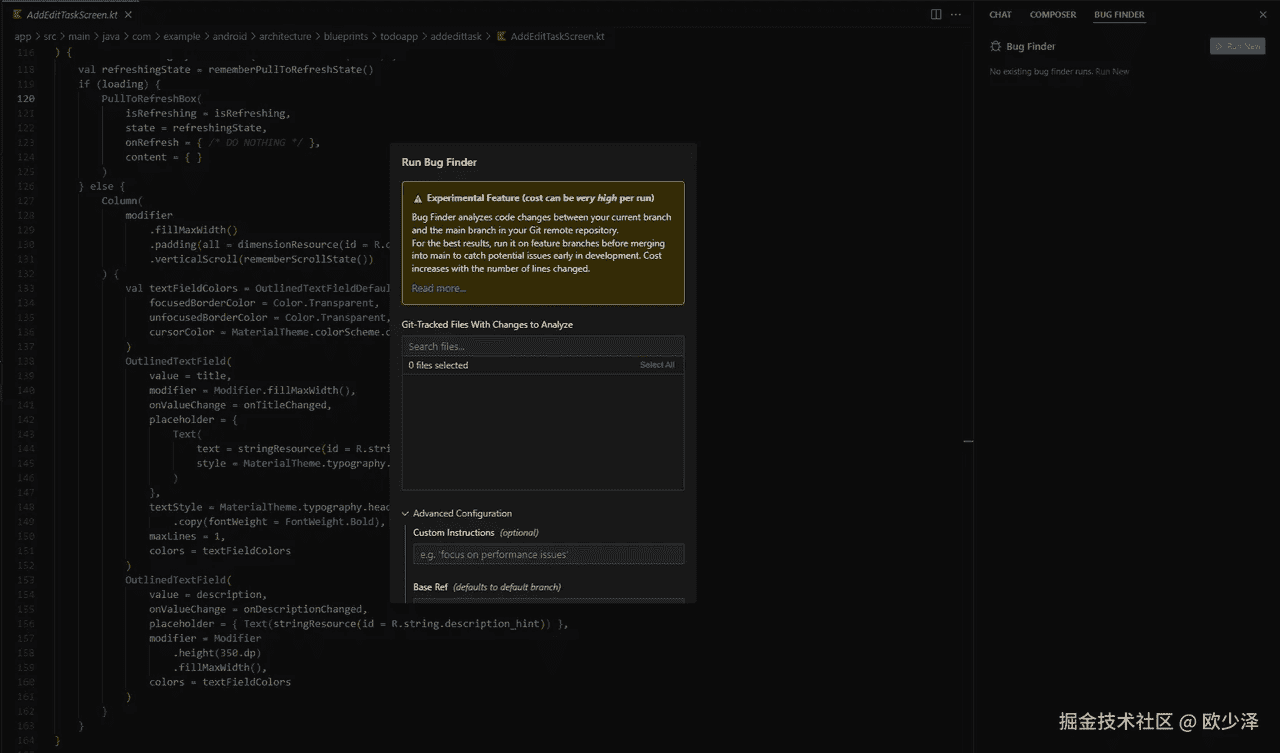 AddEditTaskScreen.kt ×
app > src > main > java > com > example > android > architecture > blueprints > todoapp > addedittask > AddEditTaskScreen.kt
116 ) {
118 val refreshingState = rememberPullToRefreshState()
119 if (loading) {
120 PullToRefreshBox(
121 isRefreshing = isRefreshing,
122 state = refreshingState,
123 onRefresh = { /* DO NOTHING */ },
124 content = { }
125 )
126 } else {
127 Column(
128 modifier
129 .fillMaxWidth()
130 .padding(all = dimensionResource(id = R.d
131 .verticalScroll(rememberScrollState())
132 ) {
133 val textFieldColors = OutlinedTextFieldDefaul
134 focusedBorderColor = Color.Transparent,
135 unfocusedBorderColor = Color.Transparent,
136 cursorColor = MaterialTheme.colorScheme.o
137 )
138 OutlinedTextField(
139 value = title,
140 modifier = Modifier.fillMaxWidth(),
141 onValueChange = onTitleChanged,
142 placeholder = {
143 Text(
144 text = stringResource(id = R.stri
145 style = MaterialTheme.typography.
146 )
147 },
148 textStyle = MaterialTheme.typography.head
149 .copy(fontWeight = FontWeight.Bold),
150 maxLines = 1,
151 colors = textFieldColors
152 )
153 OutlinedTextField(
154 value = description,
155 onValueChange = onDescriptionChanged,
156 placeholder = { Text(stringResource(id = R.string.description_hint)) },
157 modifier = Modifier
158 .height(350.dp)
159 .fillMaxWidth(),
160 colors = textFieldColors
161 )
162 }
163 }
164 }
Run Bug Finder
Experimental Feature (cost can be very high per run)
Bug Finder analyzes code changes between your current branch
and the main branch in your Git remote repository.
For the best results, run it on feature branches before merging
into main to catch potential issues early in development. Cost
increases with the number of lines changed.
Read more...
Git-Tracked Files With Changes to Analyze
Search files...
0 files selected Select All
Advanced Configuration
Custom Instructions (optional)
e.g. 'focus on performance issues'
Base Ref (defaults to default branch)
CHAT COMPOSER BUG FINDER
Bug Finder Run New
No existing bug finder runs. Run New
掘金技术社区 @ 欧少泽